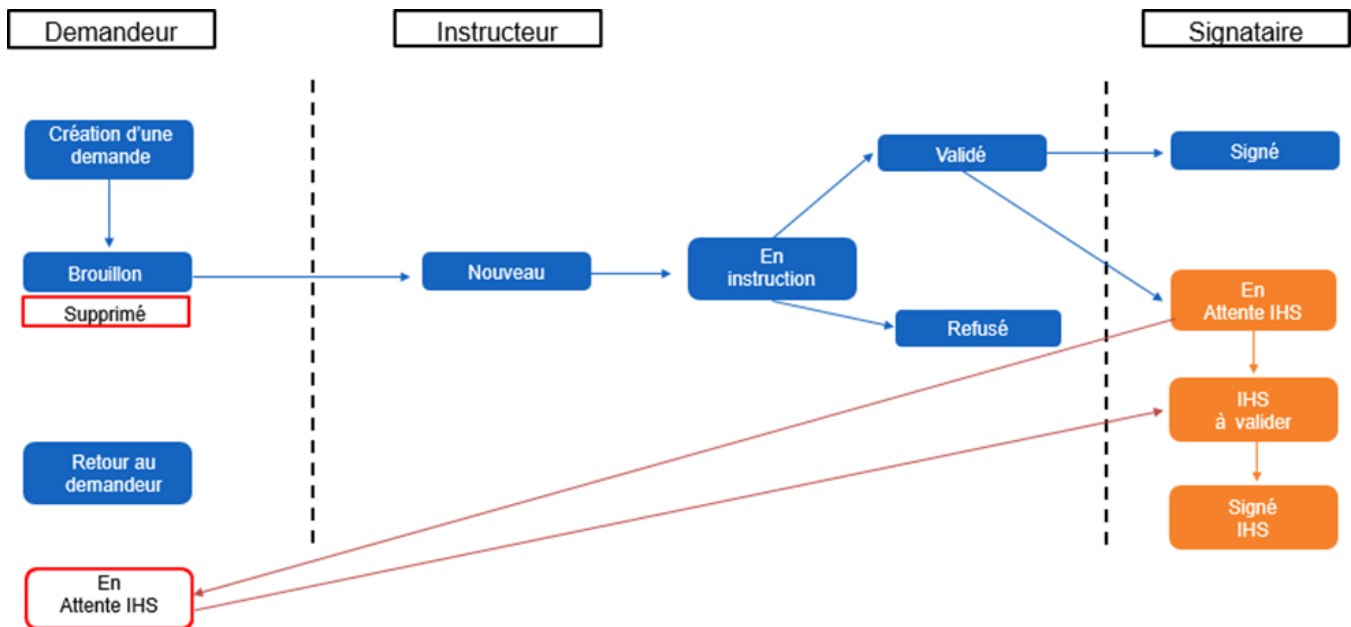 Demandeur
Instructeur
Signataire
Création d'une
demande
Validé
Signé
Brouillon
Nouveau
En
instruction
En
Attente IHS
Supprimé
Refusé
IHS
à valider
Retour au
demandeur
Signé
IHS
En
Attente IHS